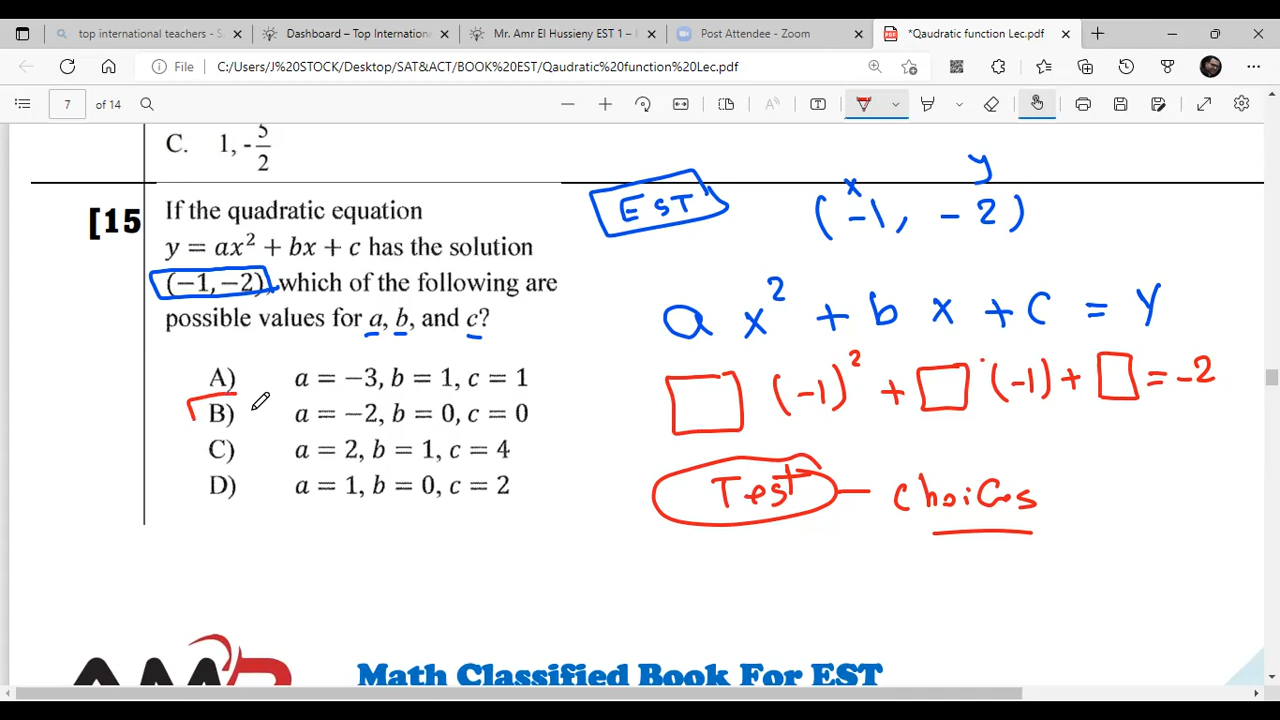 top international teachers - S
Dashboard – Top Internation
Mr. Amr El Hussieny EST 1 –
Post Attendee - Zoom
*Qaudratic function Lec.pdf
File
C:/Users/J%20STOCK/Desktop/SAT&ACT/BOOK%20EST/Qaudratic%20function%20Lec.pdf
7 of 14
C. 1, -5/2
[15
If the quadratic equation
y = ax² + bx + c has the solution
(−1, −2), which of the following are
possible values for a, b, and c?
A) a = −3, b = 1, c = 1
B) a = −2, b = 0, c = 0
C) a = 2, b = 1, c = 4
D) a = 1, b = 0, c = 2
EST
x y
(-1, -2)
a x² + b x + c = y
□ (-1)² + □ (-1) + □ = -2
Test - choices
Math Classified Book For EST